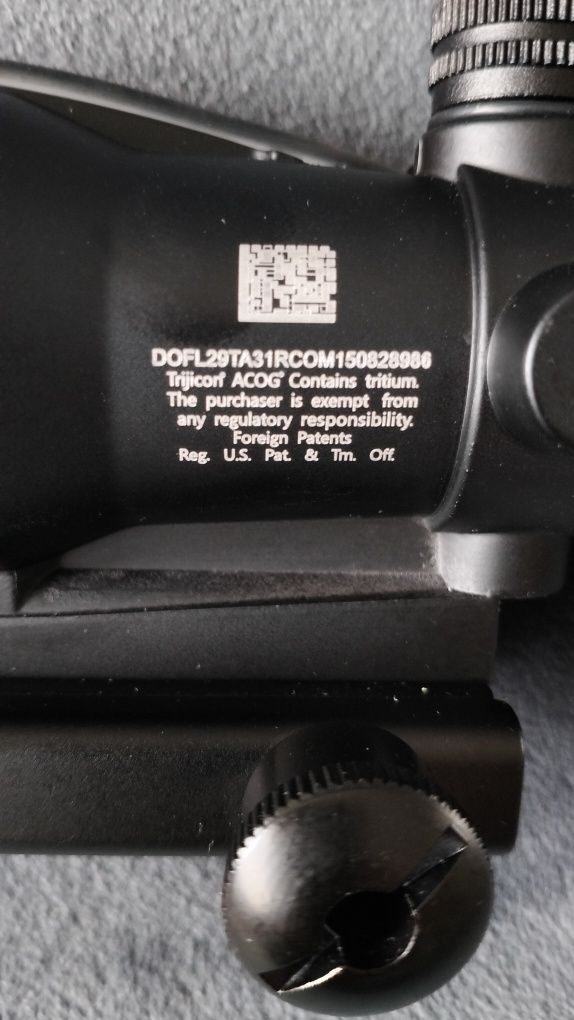 DOFL29TA31RCOM150828986
Trijicon® ACOG® Contains tritium.
The purchaser is exempt from
any regulatory responsibility.
Foreign Patents
Reg. U.S. Pat. & Tm. Off.